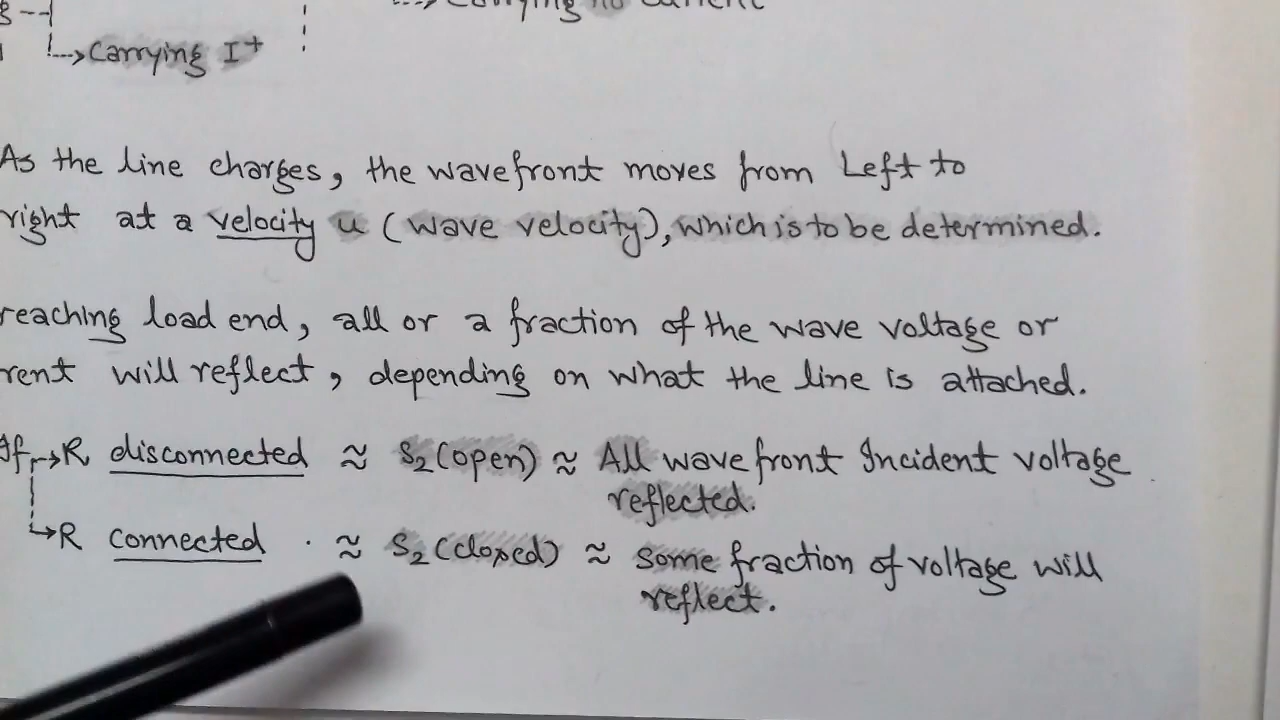 Carrying I+
As the line charges, the wavefront moves from Left to
right at a velocity u (wave velocity), which is to be determined.
reaching load end, all or a fraction of the wave voltage or
rent will reflect, depending on what the line is attached.
If → R disconnected ≈ S2 (open) ≈ All wavefront Incident voltage
reflected.
→ R connected ≈ S2 (closed) ≈ Some fraction of voltage will
reflect.